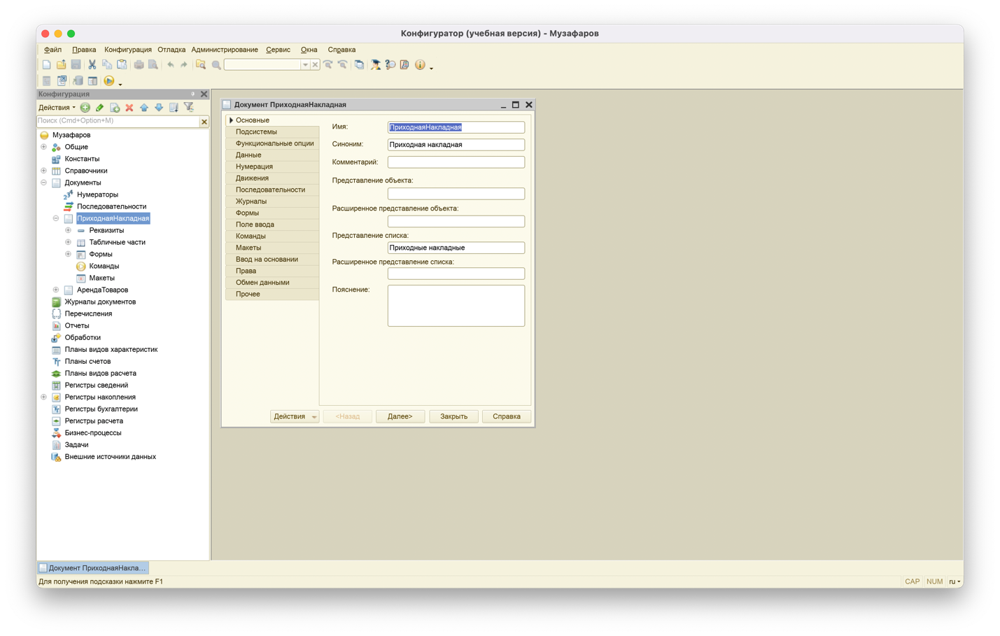 Конфигуратор (учебная версия) - Музафаров
Файл Правка Конфигурация Отладка Администрирование Сервис Окна Справка
Конфигурация
Действия
Поиск (Cmd+Option+M)
Музафаров
Общие
Константы
Справочники
Документы
Нумераторы
Последовательности
ПриходнаяНакладная
Реквизиты
Табличные части
Формы
Команды
Макеты
АрендаТоваров
Журналы документов
Перечисления
Отчеты
Обработки
Планы видов характеристик
Планы счетов
Планы видов расчета
Регистры сведений
Регистры накопления
Регистры бухгалтерии
Регистры расчета
Бизнес-процессы
Задачи
Внешние источники данных
Документ ПриходнаяНакладная
Основные
Подсистемы
Функциональные опции
Данные
Нумерация
Движения
Последовательности
Журналы
Формы
Поле ввода
Команды
Макеты
Ввод на основании
Права
Обмен данными
Прочее
Имя: ПриходнаяНакладная
Синоним: Приходная накладная
Комментарий:
Представление объекта:
Расширенное представление объекта:
Представление списка:
Приходные накладные
Расширенное представление списка:
Пояснение:
Действия <Назад Далее> Закрыть Справка
Документ ПриходнаяНакла...
Для получения подсказки нажмите F1
CAP NUM ru